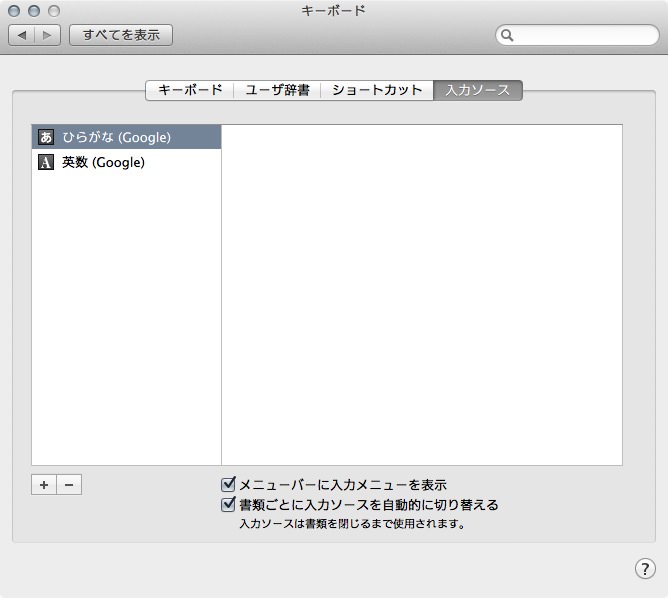 キーボード
すべてを表示
キーボード ユーザ辞書 ショートカット 入力ソース
あ ひらがな (Google)
A 英数 (Google)
+ −
メニューバーに入力メニューを表示
書類ごとに入力ソースを自動的に切り替える
入力ソースは書類を閉じるまで使用されます。
?